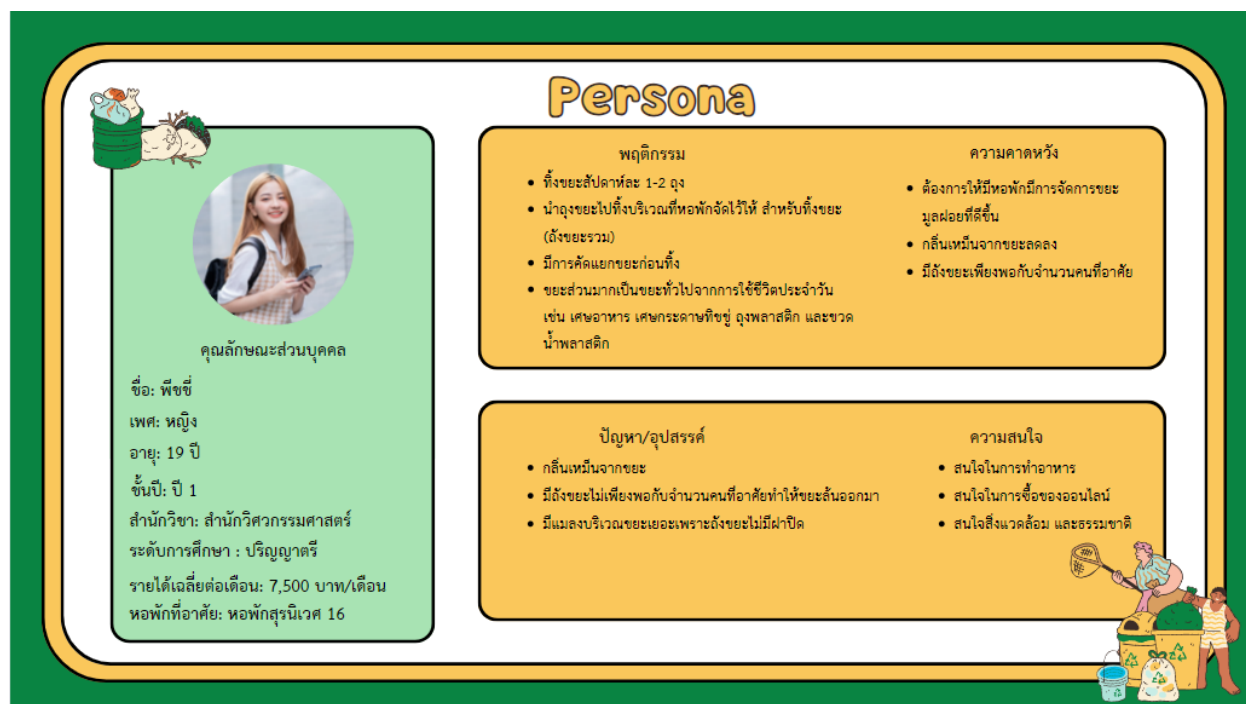 Persona
คุณลักษณะส่วนบุคคล
ชื่อ: พีชชี่
เพศ: หญิง
อายุ: 19 ปี
ชั้นปี: ปี 1
สำนักวิชา: สำนักวิศวกรรมศาสตร์
ระดับการศึกษา : ปริญญาตรี
รายได้เฉลี่ยต่อเดือน: 7,500 บาท/เดือน
หอพักที่อาศัย: หอพักสุรนิเวศ 16
พฤติกรรม
• ทิ้งขยะสัปดาห์ละ 1-2 ถุง
• นำถุงขยะไปทิ้งบริเวณที่หอพักจัดไว้ให้ สำหรับทิ้งขยะ
(ถังขยะรวม)
• มีการคัดแยกขยะก่อนทิ้ง
• ขยะส่วนมากเป็นขยะทั่วไปจากการใช้ชีวิตประจำวัน
เช่น เศษอาหาร เศษกระดาษทิชชู่ ถุงพลาสติก และขวด
น้ำพลาสติก
ความคาดหวัง
• ต้องการให้มีหอพักมีการจัดการขยะ
มูลฝอยที่ดีขึ้น
• กลิ่นเหม็นจากขยะลดลง
• มีถังขยะเพียงพอกับจำนวนคนที่อาศัย
ปัญหา/อุปสรรค์
• กลิ่นเหม็นจากขยะ
• มีถังขยะไม่เพียงพอกับจำนวนคนที่อาศัยทำให้ขยะล้นออกมา
• มีแมลงบริเวณขยะเยอะเพราะถังขยะไม่มีฝาปิด
ความสนใจ
• สนใจในการทำอาหาร
• สนใจในการซื้อของออนไลน์
• สนใจสิ่งแวดล้อม และธรรมชาติ